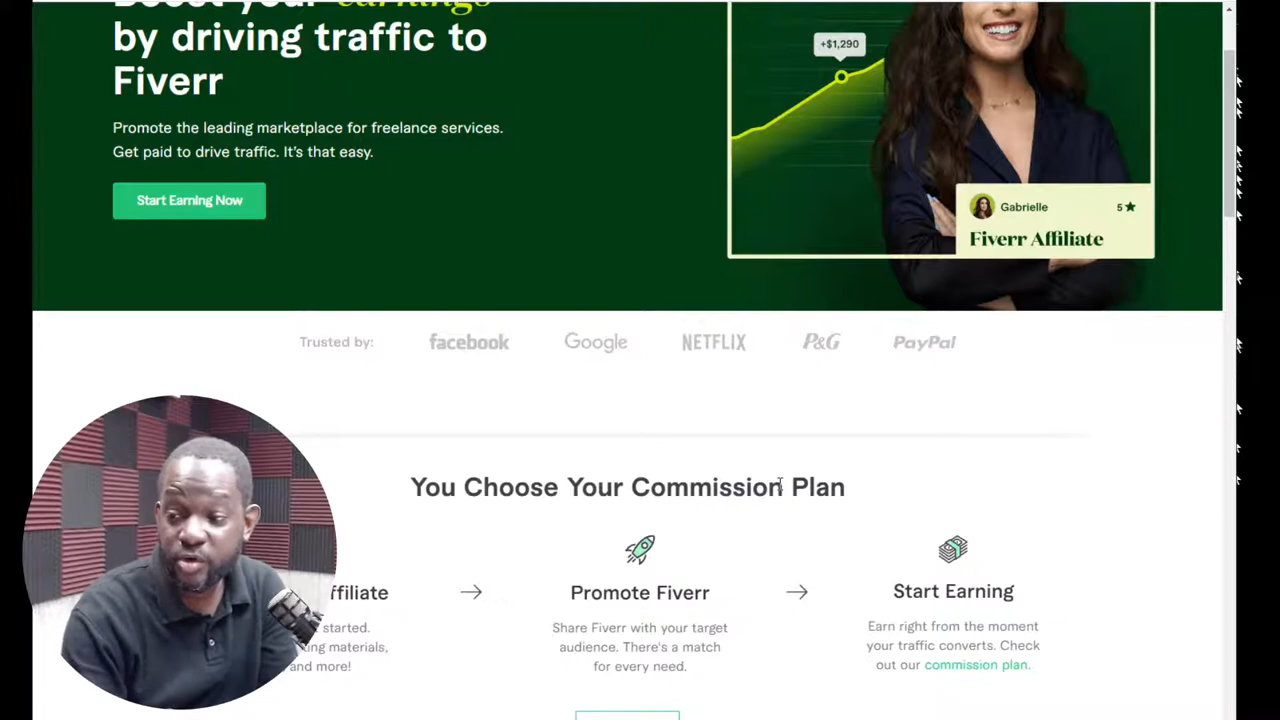 Boost your earnings
by driving traffic to
Fiverr
Promote the leading marketplace for freelance services.
Get paid to drive traffic. It's that easy.
Start Earning Now
+$1,290
Gabrielle 5★
Fiverr Affiliate
Trusted by: facebook Google NETFLIX P&G PayPal
You Choose Your Commission Plan
ffiliate
started.
materials,
and more!
Promote Fiverr
Share Fiverr with your target
audience. There's a match
for every need.
Start Earning
Earn right from the moment
your traffic converts. Check
out our commission plan.